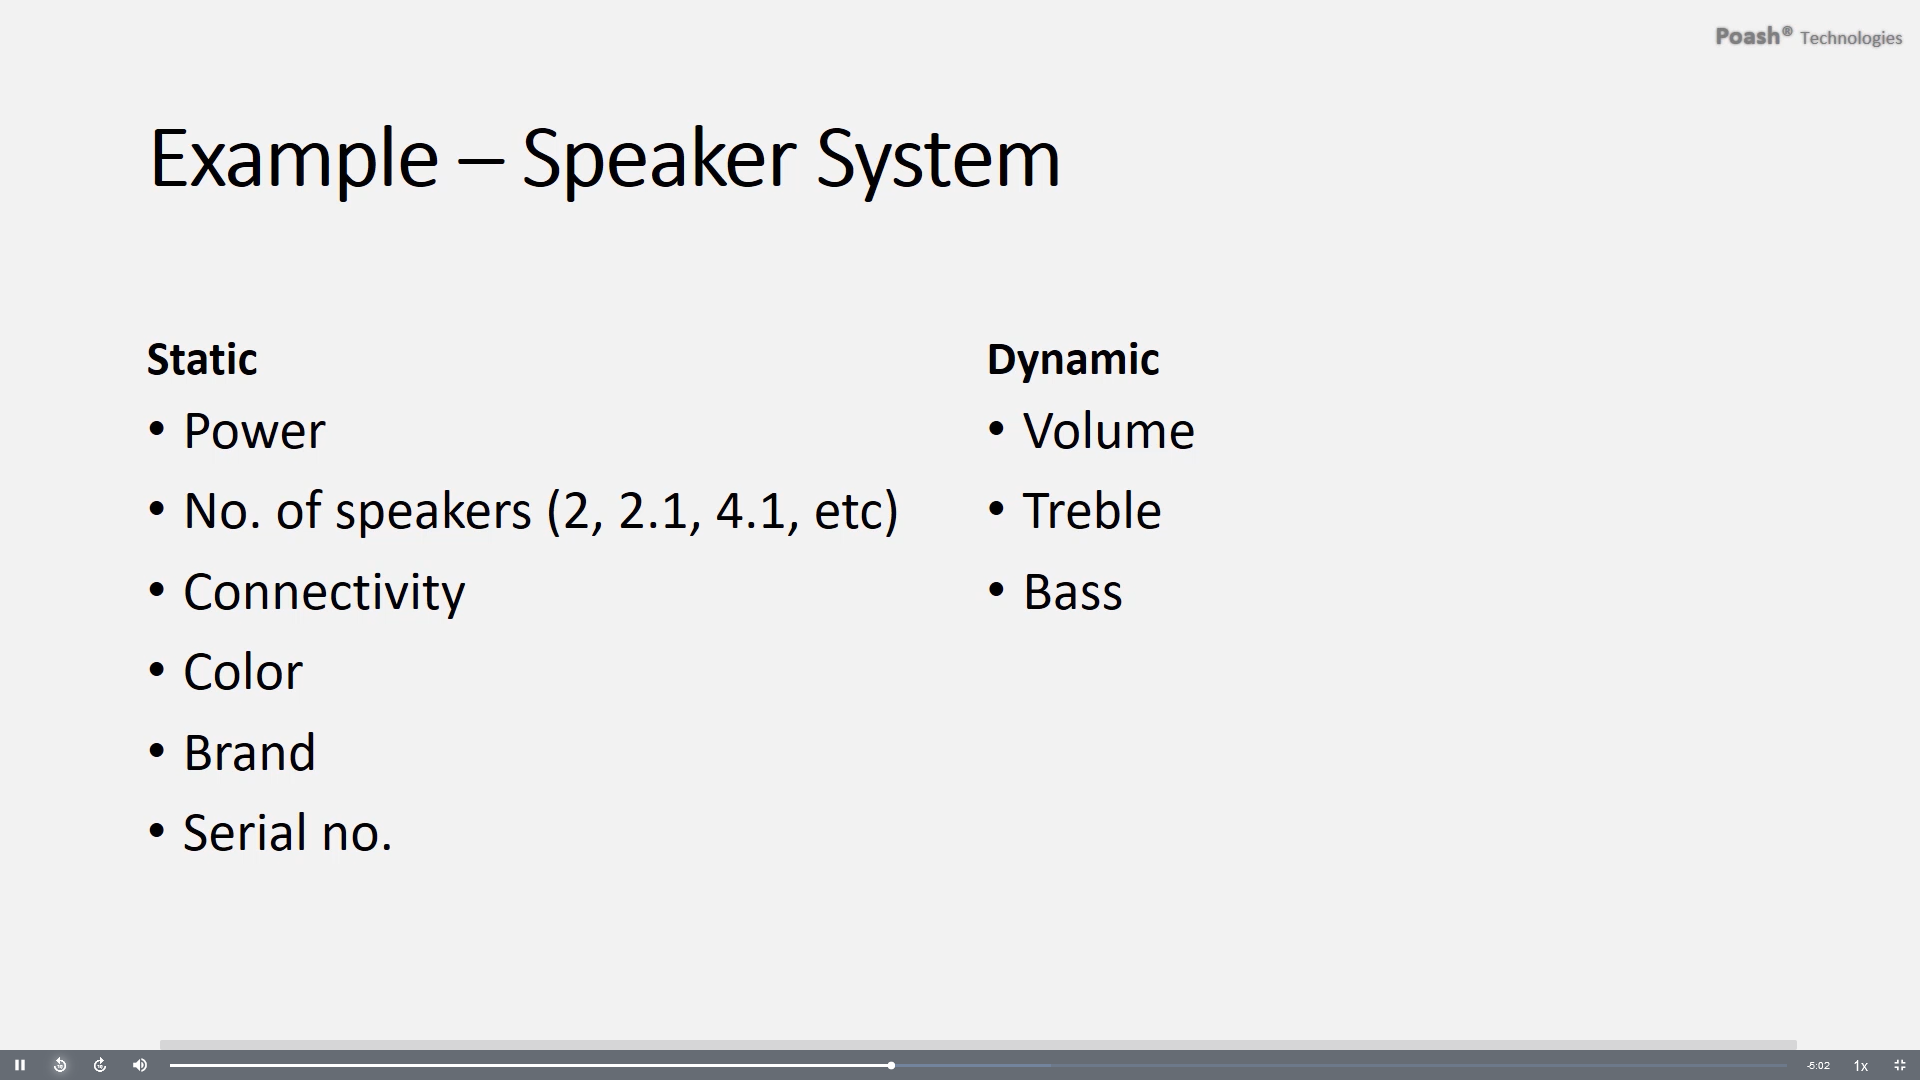 Poash® Technologies
Example – Speaker System
Static
• Power
• No. of speakers (2, 2.1, 4.1, etc)
• Connectivity
• Color
• Brand
• Serial no.
Dynamic
• Volume
• Treble
• Bass
-5:02
1x